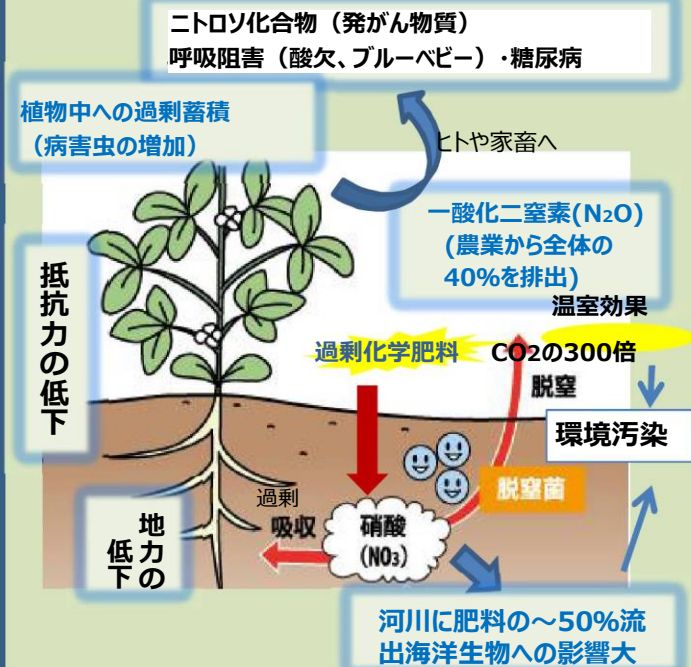 ニトロソ化合物（発がん物質）
呼吸阻害（酸欠、ブルーベビー）・糖尿病
植物中への過剰蓄積
（病害虫の増加）
ヒトや家畜へ
一酸化二窒素(N₂O)
(農業から全体の
40%を排出)
温室効果
CO2の300倍
過剰化学肥料
脱窒
環境汚染
抵抗力の低下
脱窒菌
過剰
吸収
硝酸
(NO₃)
地力の
低下
河川に肥料の～50%流
出海洋生物への影響大